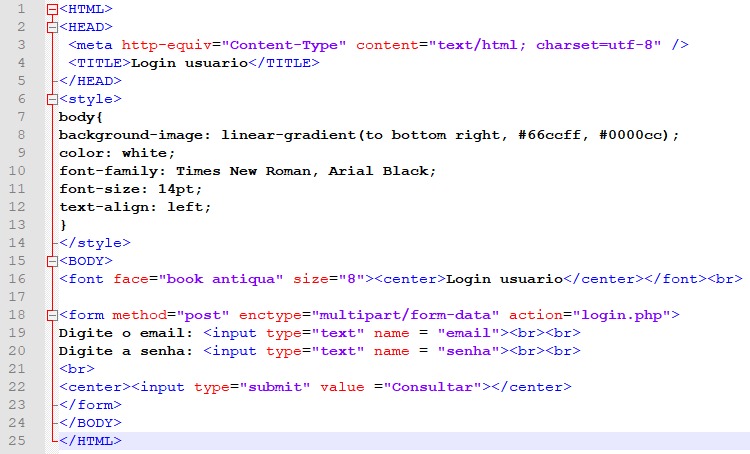 1 <HTML>
2 <HEAD>
3 <meta http-equiv="Content-Type" content="text/html; charset=utf-8" />
4 <TITLE>Login usuario</TITLE>
5 </HEAD>
6 <style>
7 body{
8 background-image: linear-gradient(to bottom right, #66ccff, #0000cc);
9 color: white;
10 font-family: Times New Roman, Arial Black;
11 font-size: 14pt;
12 text-align: left;
13 }
14 </style>
15 <BODY>
16 <font face="book antiqua" size="8"><center>Login usuario</center></font><br>
17
18 <form method="post" enctype="multipart/form-data" action="login.php">
19 Digite o email: <input type="text" name = "email"><br><br>
20 Digite a senha: <input type="text" name = "senha"><br><br>
21 <br>
22 <center><input type="submit" value ="Consultar"></center>
23 </form>
24 </BODY>
25 </HTML>